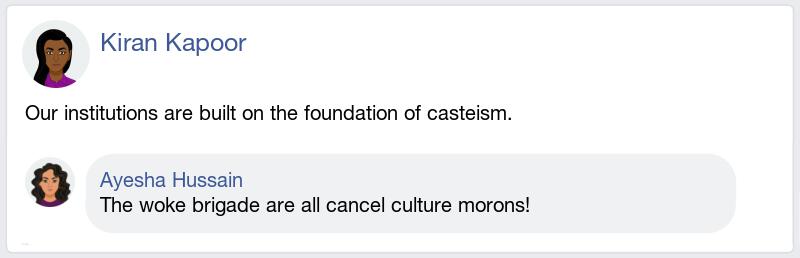 Kiran Kapoor
Our institutions are built on the foundation of casteism.
Ayesha Hussain
The woke brigade are all cancel culture morons!